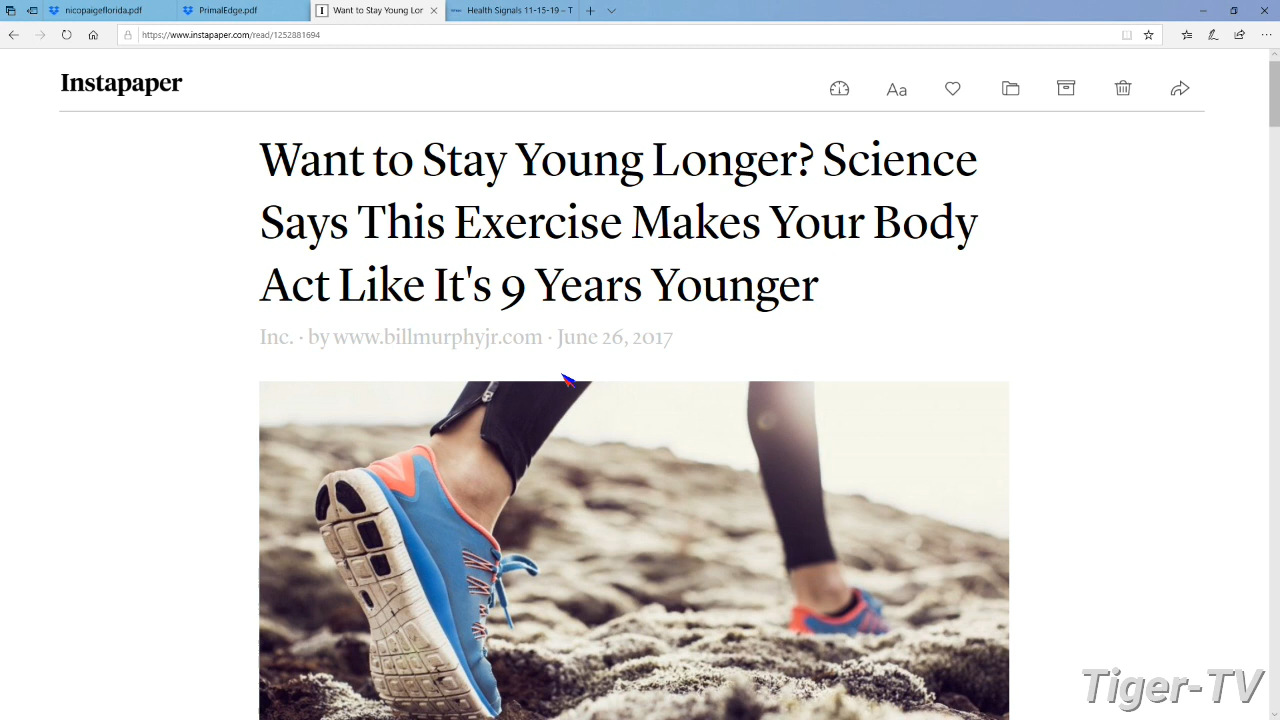 nicopaigeflorida.pdf
PrimalEdge.pdf
Want to Stay Young Lor
Health Signals 11-15-19 – T
https://www.instapaper.com/read/1252881694
Instapaper
Aa
Want to Stay Young Longer? Science
Says This Exercise Makes Your Body
Act Like It's 9 Years Younger
Inc. · by www.billmurphyjr.com · June 26, 2017
Tiger-TV